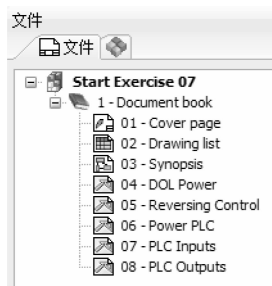 文件
文件
Start Exercise 07
1 - Document book
01 - Cover page
02 - Drawing list
03 - Synopsis
04 - DOL Power
05 - Reversing Control
06 - Power PLC
07 - PLC Inputs
08 - PLC Outputs